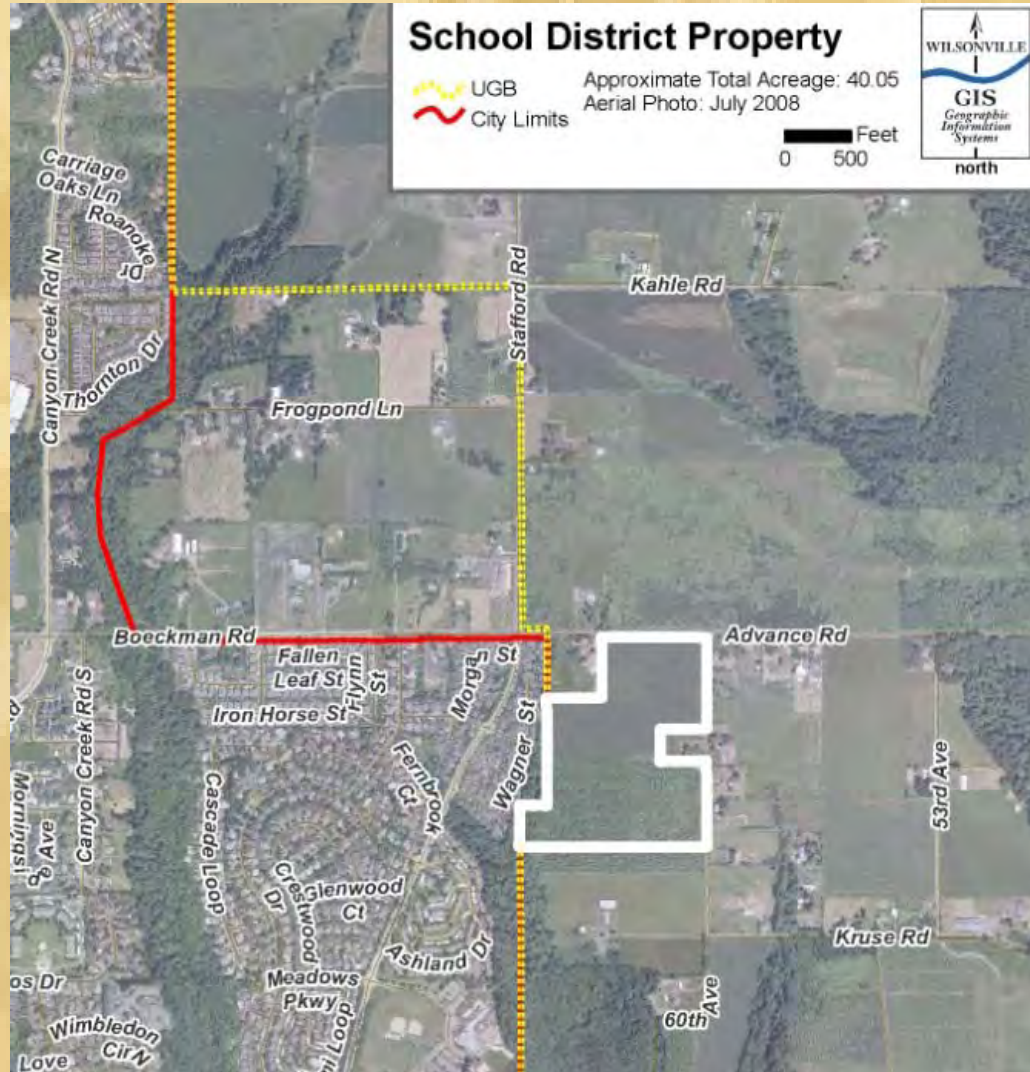 School District Property
UGB
City Limits
Approximate Total Acreage: 40.05
Aerial Photo: July 2008
Feet
0 500
WILSONVILLE
GIS
Geographic
Information
Systems
north
Carriage
Oaks Ln
Roanoke
Dr
Canyon Creek Rd N
Thornton Dr
Stafford Rd
Kahle Rd
Frogpond Ln
Boeckman Rd
Advance Rd
Fallen
Leaf St
Flynn
St
Morgan St
Iron Horse St
Wagner St
Canyon Creek Rd S
Fernbrook
Ct
Cascade Loop
53rd Ave
Crestwood
Dr
Glenwood
Ct
Ashland Dr
Kruse Rd
Meadows
Pkwy
60th Ave
os Dr
Wimbledon
Cir N
Love